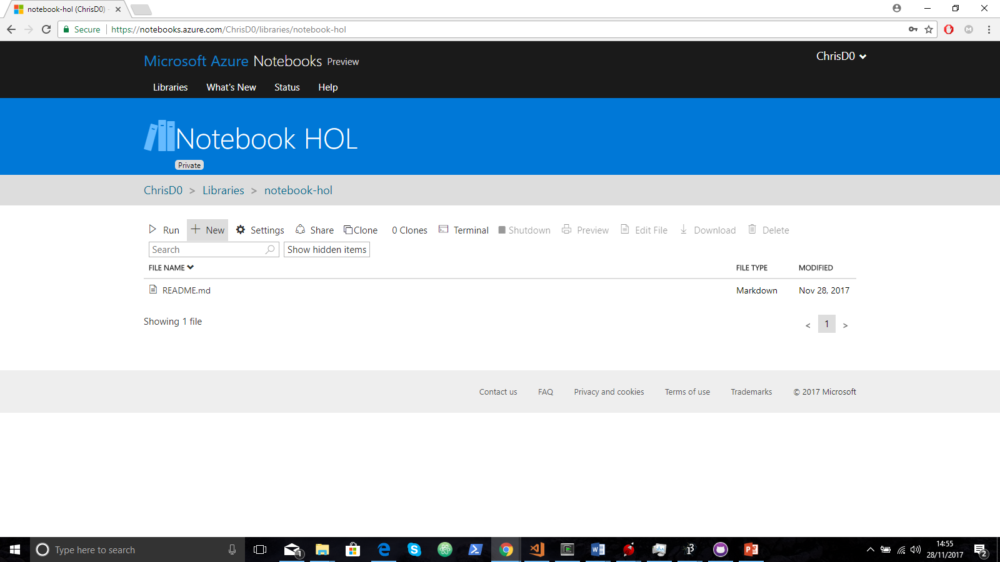 notebook-hol (ChrisD0) -
Secure https://notebooks.azure.com/ChrisD0/libraries/notebook-hol
Microsoft Azure Notebooks Preview
ChrisD0
Libraries What's New Status Help
Notebook HOL
Private
ChrisD0 > Libraries > notebook-hol
Run New Settings Share Clone 0 Clones Terminal Shutdown Preview Edit File Download Delete
Search Show hidden items
FILE NAME FILE TYPE MODIFIED
README.md Markdown Nov 28, 2017
Showing 1 file
< 1 >
Contact us FAQ Privacy and cookies Terms of use Trademarks © 2017 Microsoft
Type here to search
1
14:55
28/11/2017
2